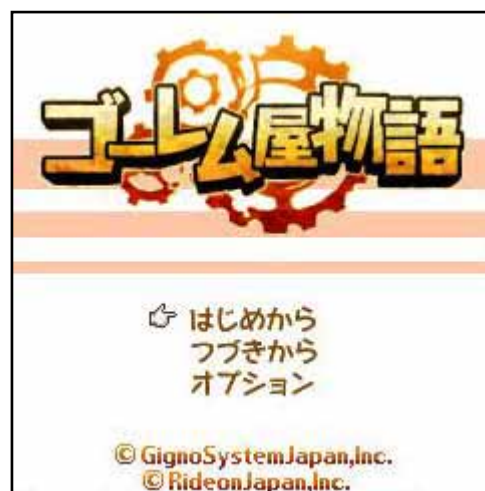 ゴーレム屋物語
はじめから
つづきから
オプション
© GignoSystemJapan,Inc.
© RideonJapan,Inc.